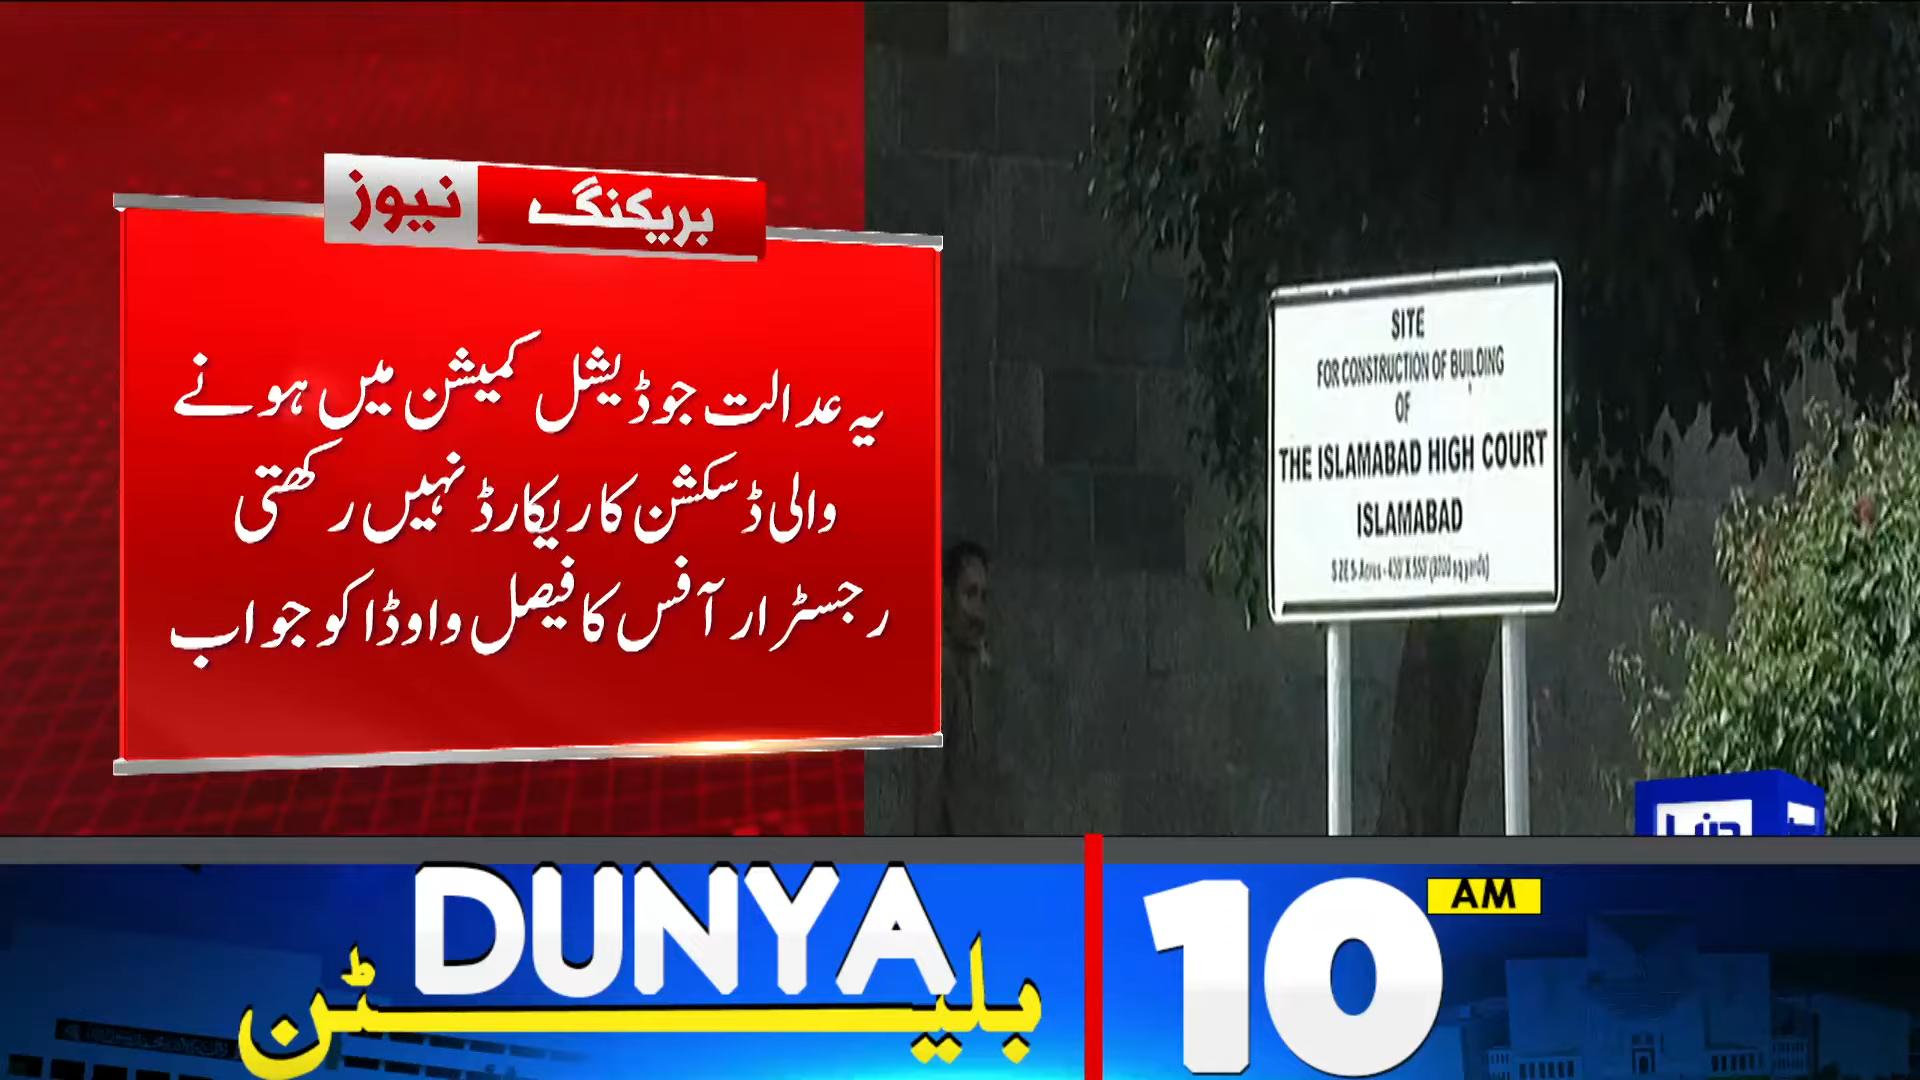 بریکنگ نیوز
یہ عدالت جوڈیشل کمیشن میں ہونے
والی ڈسکشن کا ریکارڈ نہیں رکھتی
رجسٹرار آفس کا فیصل واوڈا کو جواب
SITE
FOR CONSTRUCTION OF BUILDING
OF
THE ISLAMABAD HIGH COURT
ISLAMABAD
DUNYA
بلیٹن
10 AM